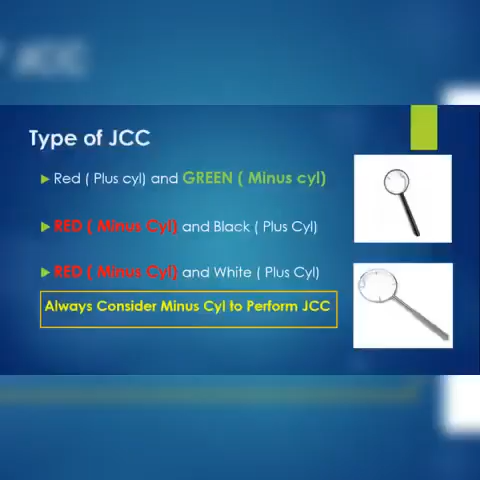 Type of JCC
Red ( Plus cyl) and GREEN ( Minus cyl)
RED ( Minus Cyl) and Black ( Plus Cyl)
RED ( Minus Cyl) and White ( Plus Cyl)
Always Consider Minus Cyl to Perform JCC